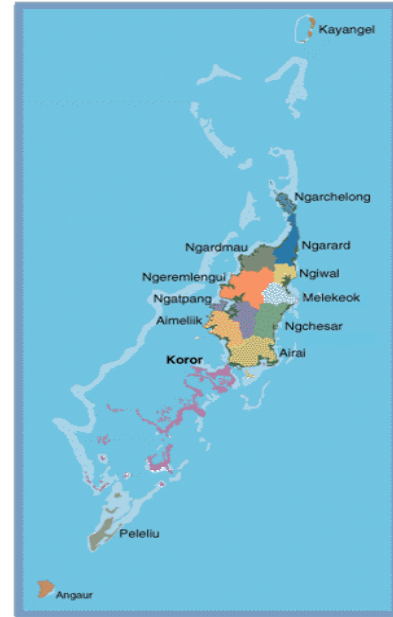 Kayangel
Ngarchelong
Ngardmau
Ngarard
Ngeremlengui
Ngiwal
Ngatpang
Melekeok
Aimeliik
Ngchesar
Koror
Airai
Peleliu
Angaur